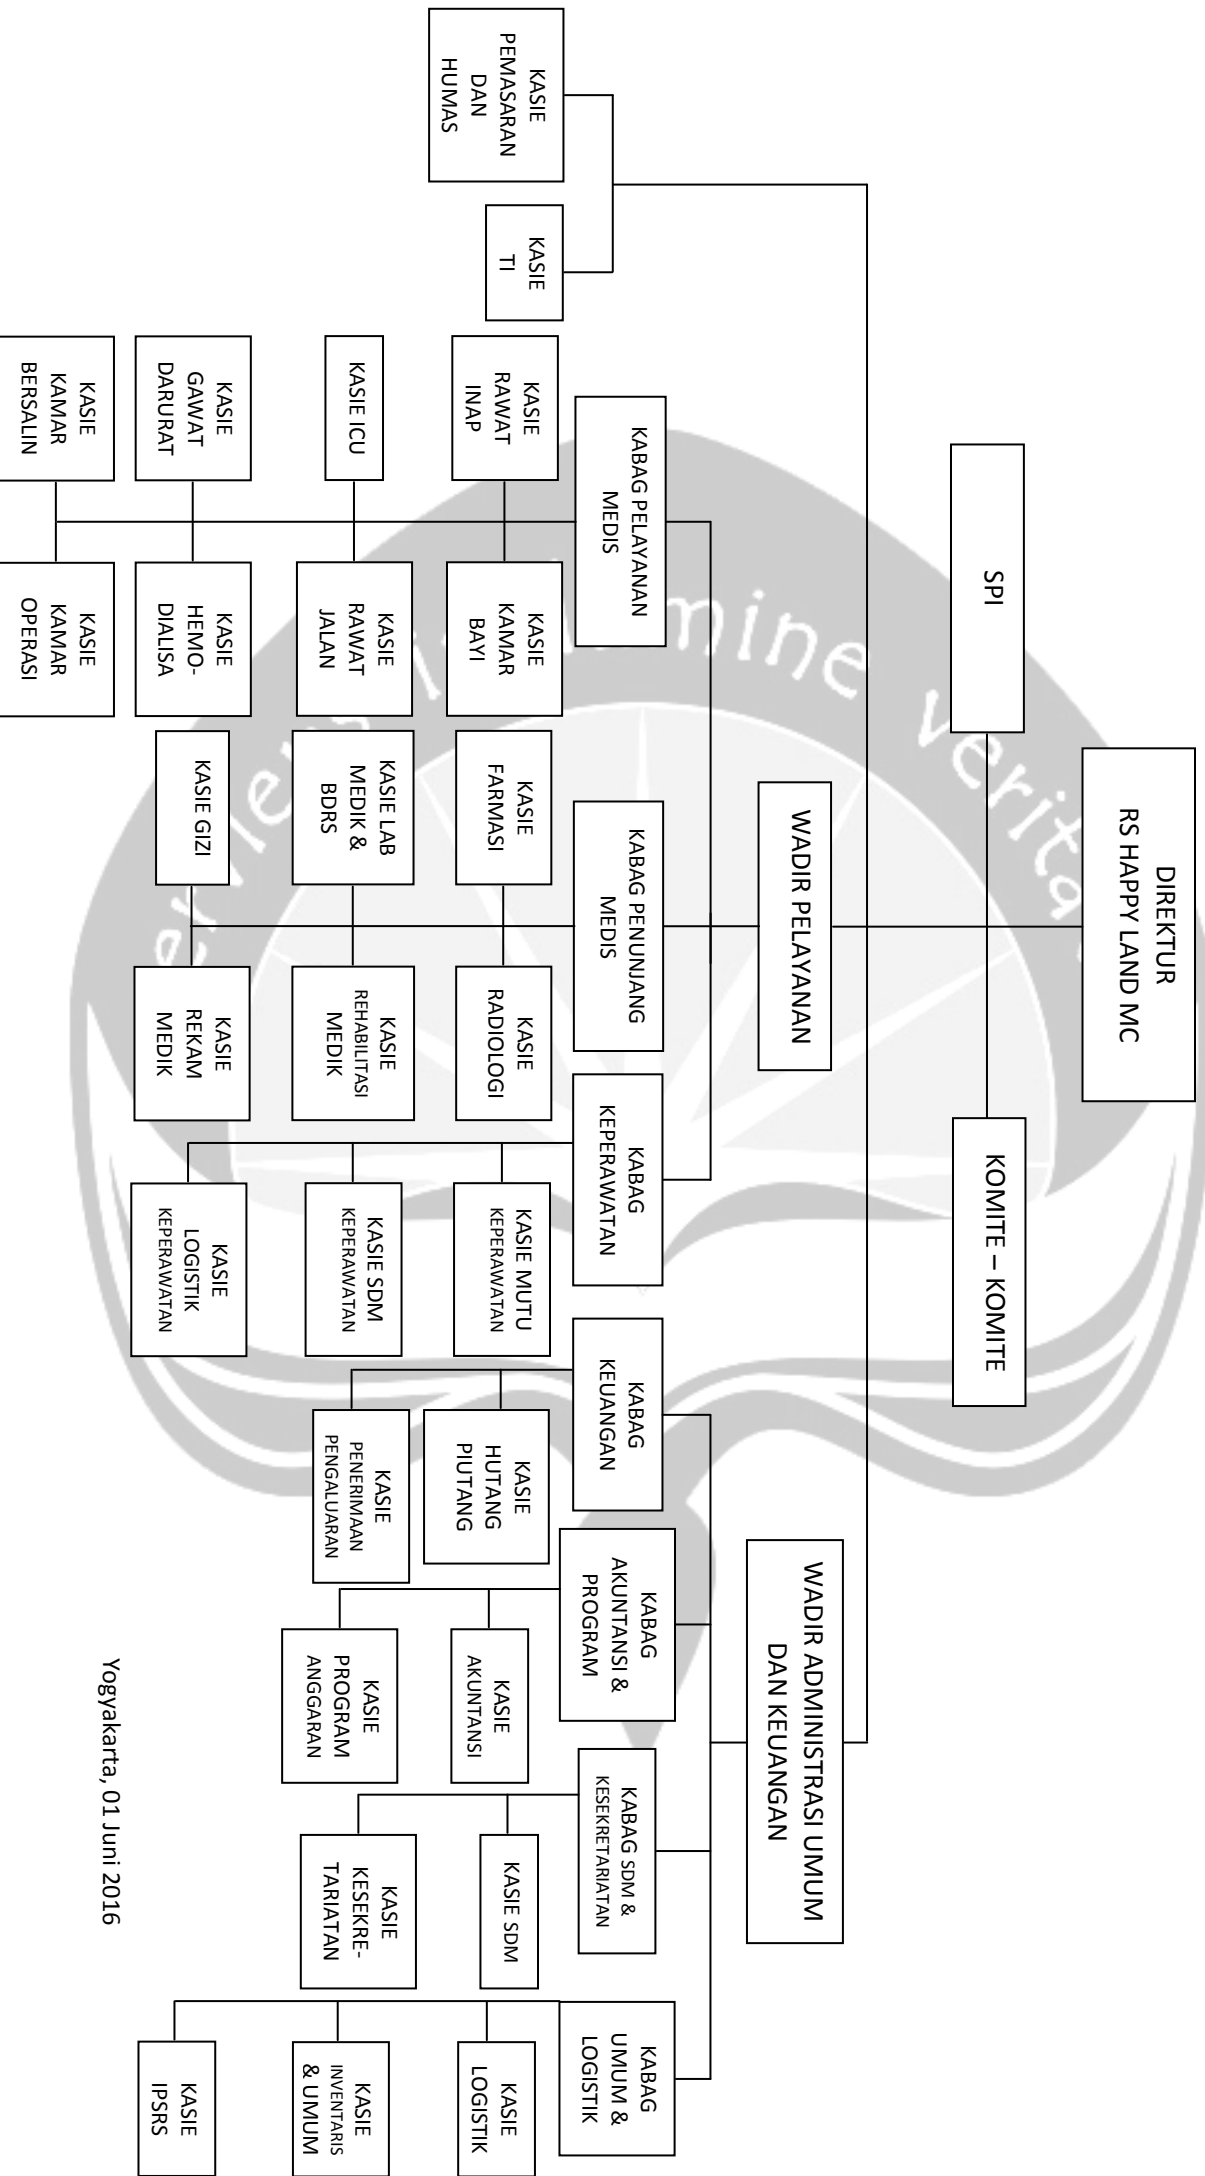 DIREKTUR
RS HAPPY LAND MC
SPI
KOMITE – KOMITE
WADIR PELAYANAN
WADIR ADMINISTRASI UMUM
DAN KEUANGAN
KASIE
PEMASARAN
DAN
HUMAS
KASIE
TI
KABAG PELAYANAN
MEDIS
KABAG PENUNJANG
MEDIS
KABAG
KEPERAWATAN
KABAG
KEUANGAN
KABAG
AKUNTANSI &
PROGRAM
KABAG SDM &
KESEKRETARIATAN
KABAG
UMUM &
LOGISTIK
KASIE
RAWAT
INAP
KASIE
KAMAR
BAYI
KASIE ICU
KASIE
RAWAT
JALAN
KASIE
GAWAT
DARURAT
KASIE
HEMO-
DIALISA
KASIE
KAMAR
BERSALIN
KASIE
KAMAR
OPERASI
KASIE
FARMASI
KASIE
RADIOLOGI
KASIE LAB
MEDIK &
BDRS
KASIE
REHABILITASI
MEDIK
KASIE GIZI
KASIE
REKAM
MEDIK
KASIE MUTU
KEPERAWATAN
KASIE SDM
KEPERAWATAN
KASIE
LOGISTIK
KEPERAWATAN
KASIE
HUTANG
PIUTANG
KASIE
PENERIMAAN
PENGALUARAN
KASIE
AKUNTANSI
KASIE
PROGRAM
ANGGARAN
KASIE SDM
KASIE
KESEKRE-
TARIATAN
KASIE
LOGISTIK
KASIE
INVENTARIS
& UMUM
KASIE
IPSRS
Yogyakarta, 01 Juni 2016